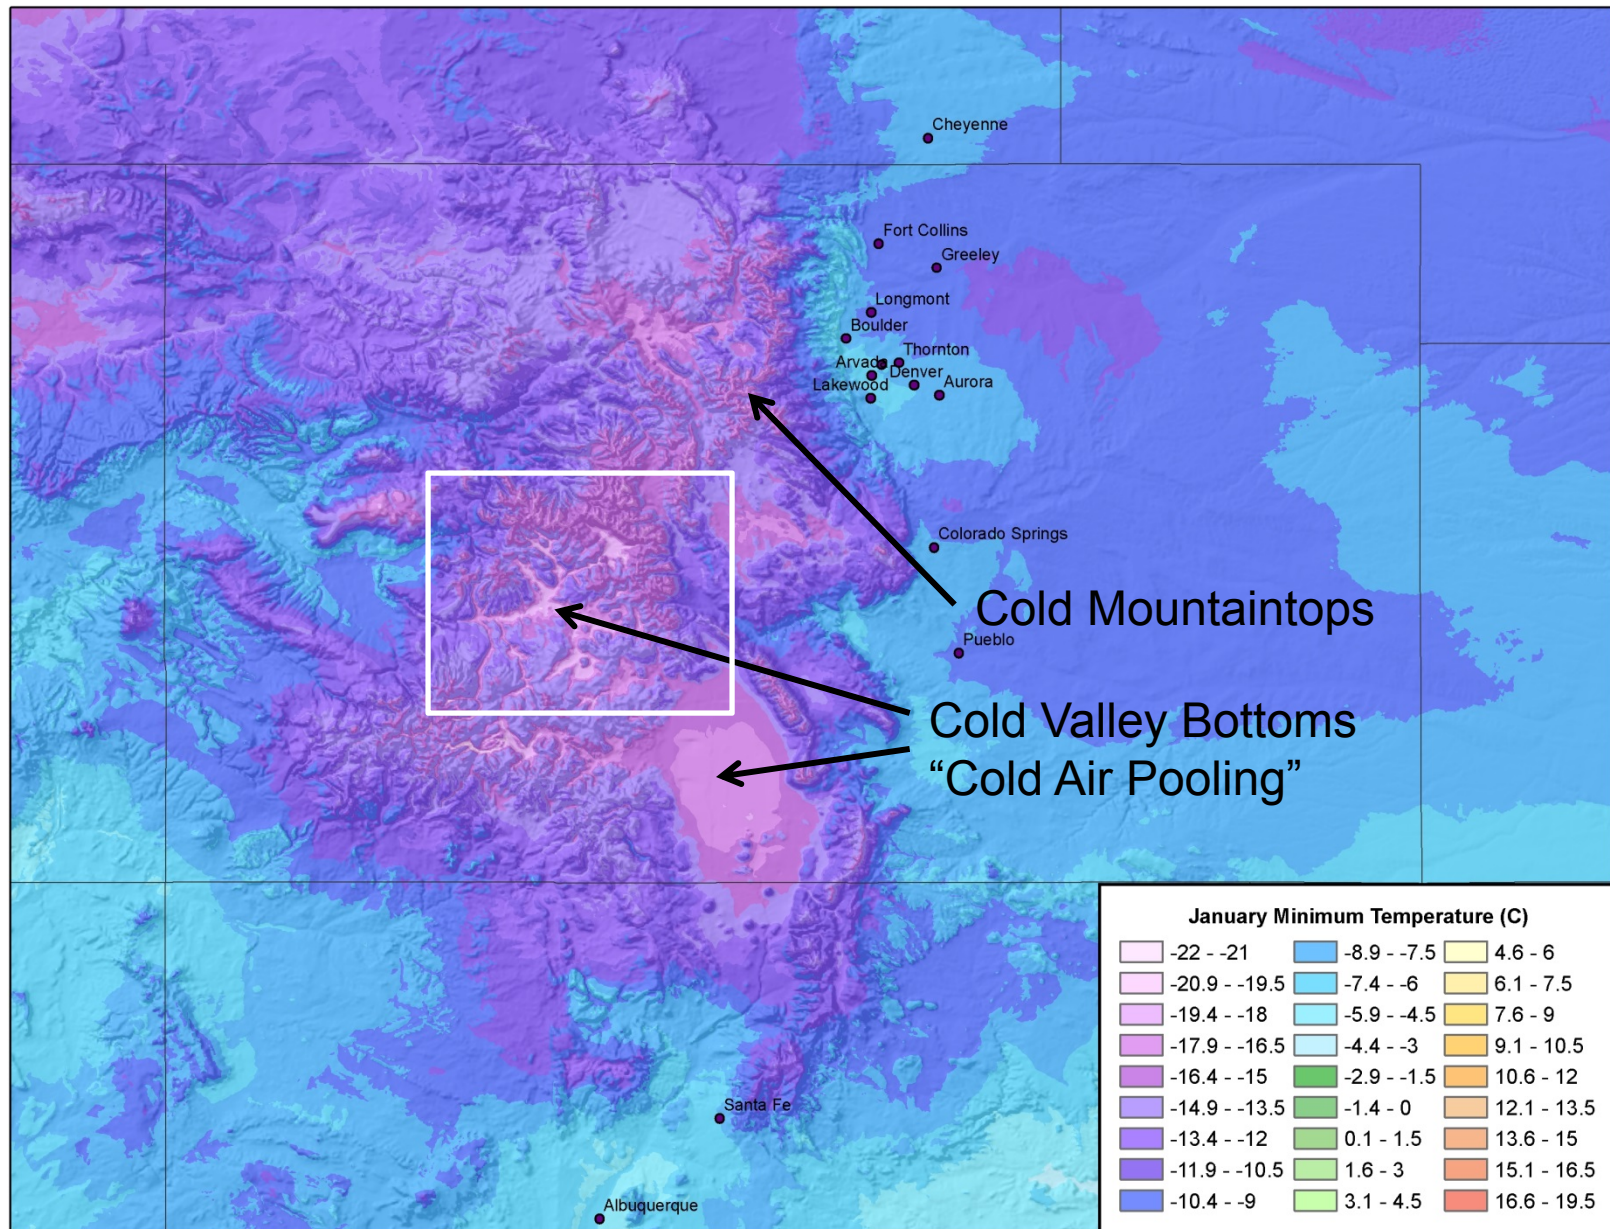 Cheyenne
Fort Collins
Greeley
Longmont
Boulder
Thornton
Arvada
Denver
Lakewood
Aurora
Colorado Springs
Cold Mountaintops
Pueblo
Cold Valley Bottoms
“Cold Air Pooling”
Santa Fe
Albuquerque
January Minimum Temperature (C)
-22 - -21
-20.9 - -19.5
-19.4 - -18
-17.9 - -16.5
-16.4 - -15
-14.9 - -13.5
-13.4 - -12
-11.9 - -10.5
-10.4 - -9
-8.9 - -7.5
-7.4 - -6
-5.9 - -4.5
-4.4 - -3
-2.9 - -1.5
-1.4 - 0
0.1 - 1.5
1.6 - 3
3.1 - 4.5
4.6 - 6
6.1 - 7.5
7.6 - 9
9.1 - 10.5
10.6 - 12
12.1 - 13.5
13.6 - 15
15.1 - 16.5
16.6 - 19.5